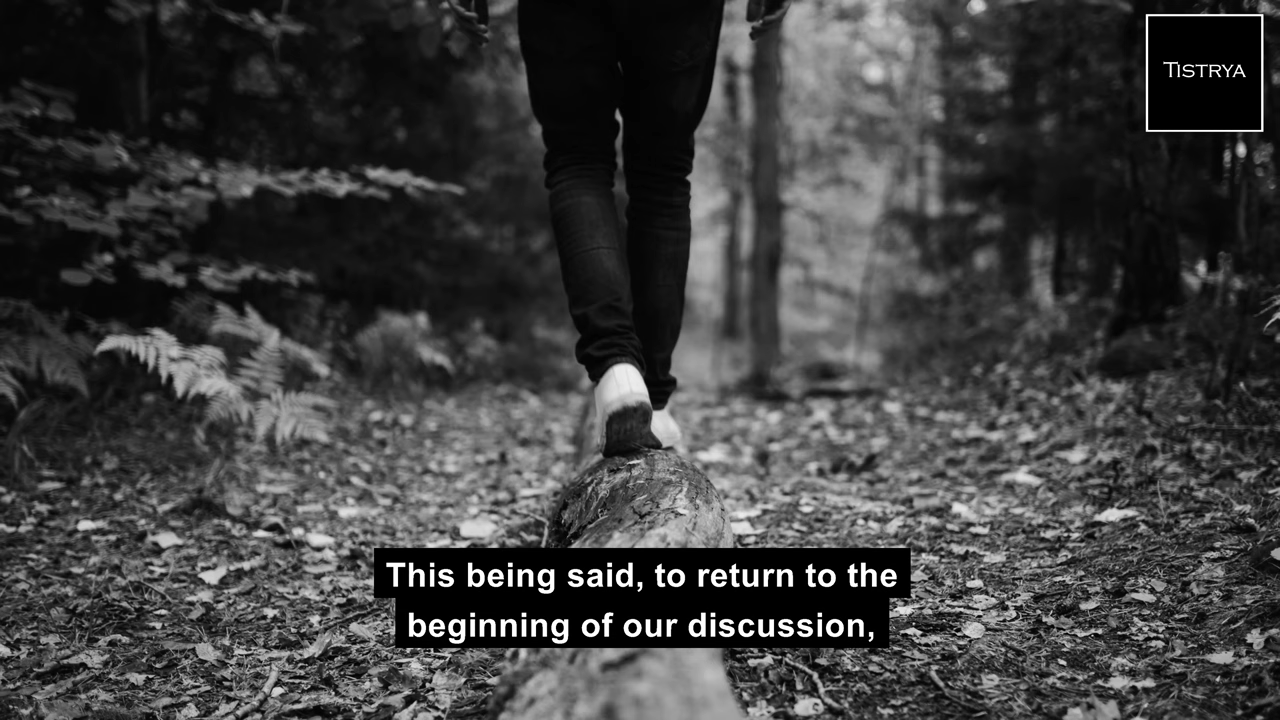 TISTRYA
This being said, to return to the
beginning of our discussion,